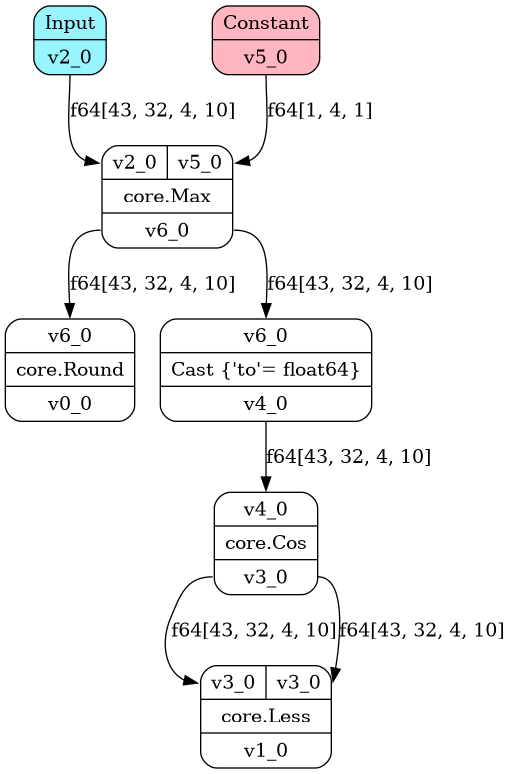 Input
v2_0
Constant
v5_0
f64[43, 32, 4, 10]
f64[1, 4, 1]
v2_0 v5_0
core.Max
v6_0
f64[43, 32, 4, 10]
f64[43, 32, 4, 10]
v6_0
core.Round
v0_0
v6_0
Cast {'to'= float64}
v4_0
f64[43, 32, 4, 10]
v4_0
core.Cos
v3_0
f64[43, 32, 4, 10]
f64[43, 32, 4, 10]
v3_0 v3_0
core.Less
v1_0